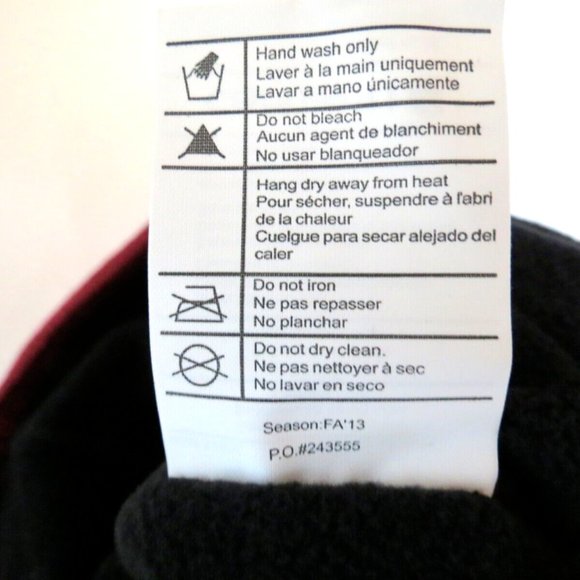 Hand wash only
Laver à la main uniquement
Lavar a mano únicamente
Do not bleach
Aucun agent de blanchiment
No usar blanqueador
Hang dry away from heat
Pour sécher, suspendre à l'abri
de la chaleur
Cuelgue para secar alejado del
caler
Do not iron
Ne pas repasser
No planchar
Do not dry clean.
Ne pas nettoyer à sec
No lavar en seco
Season:FA'13
P.O.#243555